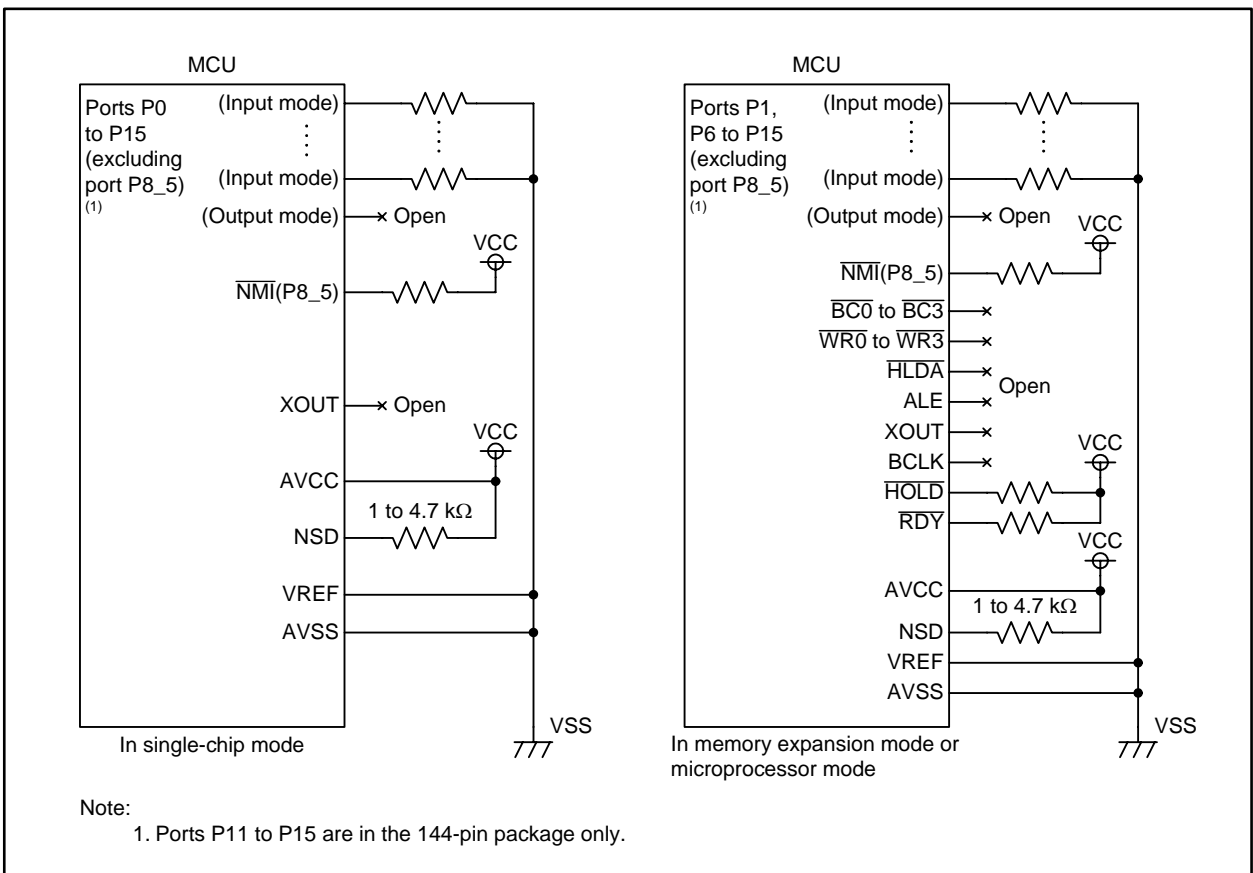 MCU
Ports P0
to P15
(excluding
port P8_5)
(1)
(Input mode)
(Input mode)
(Output mode)
Open
VCC
NMI(P8_5)
XOUT
Open
VCC
AVCC
1 to 4.7 kΩ
NSD
VREF
AVSS
VSS
In single-chip mode
MCU
Ports P1,
P6 to P15
(excluding
port P8_5)
(1)
(Input mode)
(Input mode)
(Output mode)
Open
VCC
NMI(P8_5)
BC0 to BC3
WR0 to WR3
HLDA
Open
ALE
XOUT
BCLK
VCC
HOLD
RDY
VCC
AVCC
1 to 4.7 kΩ
NSD
VREF
AVSS
VSS
In memory expansion mode or
microprocessor mode
Note:
1. Ports P11 to P15 are in the 144-pin package only.